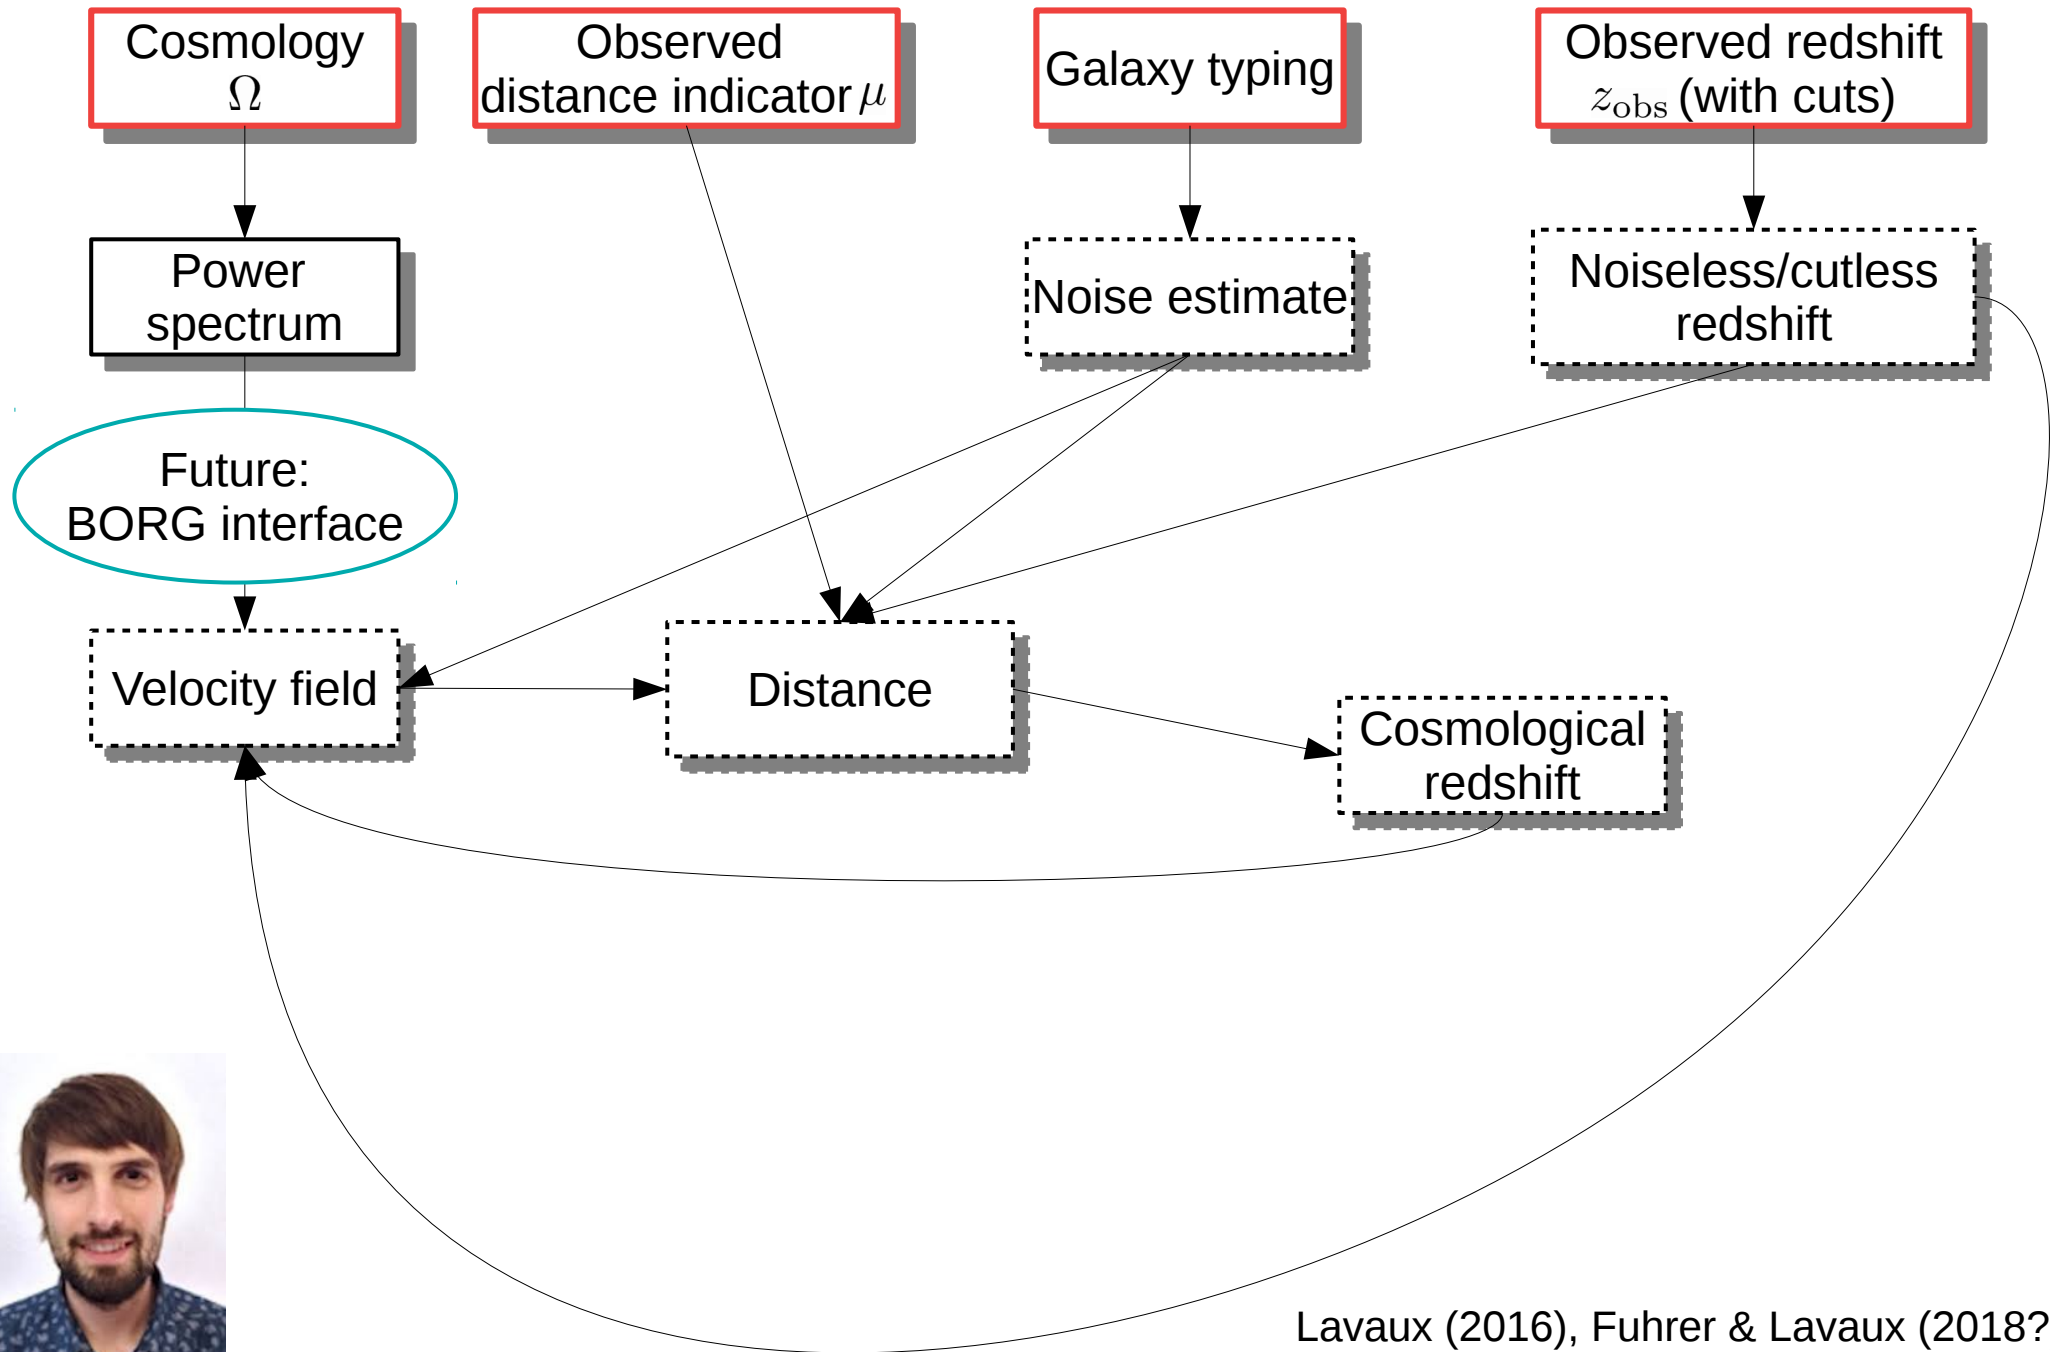 Cosmology
Ω
Observed
distance indicator μ
Galaxy typing
Observed redshift
z_obs (with cuts)
Power
spectrum
Noise estimate
Noiseless/cutless
redshift
Future:
BORG interface
Velocity field
Distance
Cosmological
redshift
Lavaux (2016), Fuhrer & Lavaux (2018?